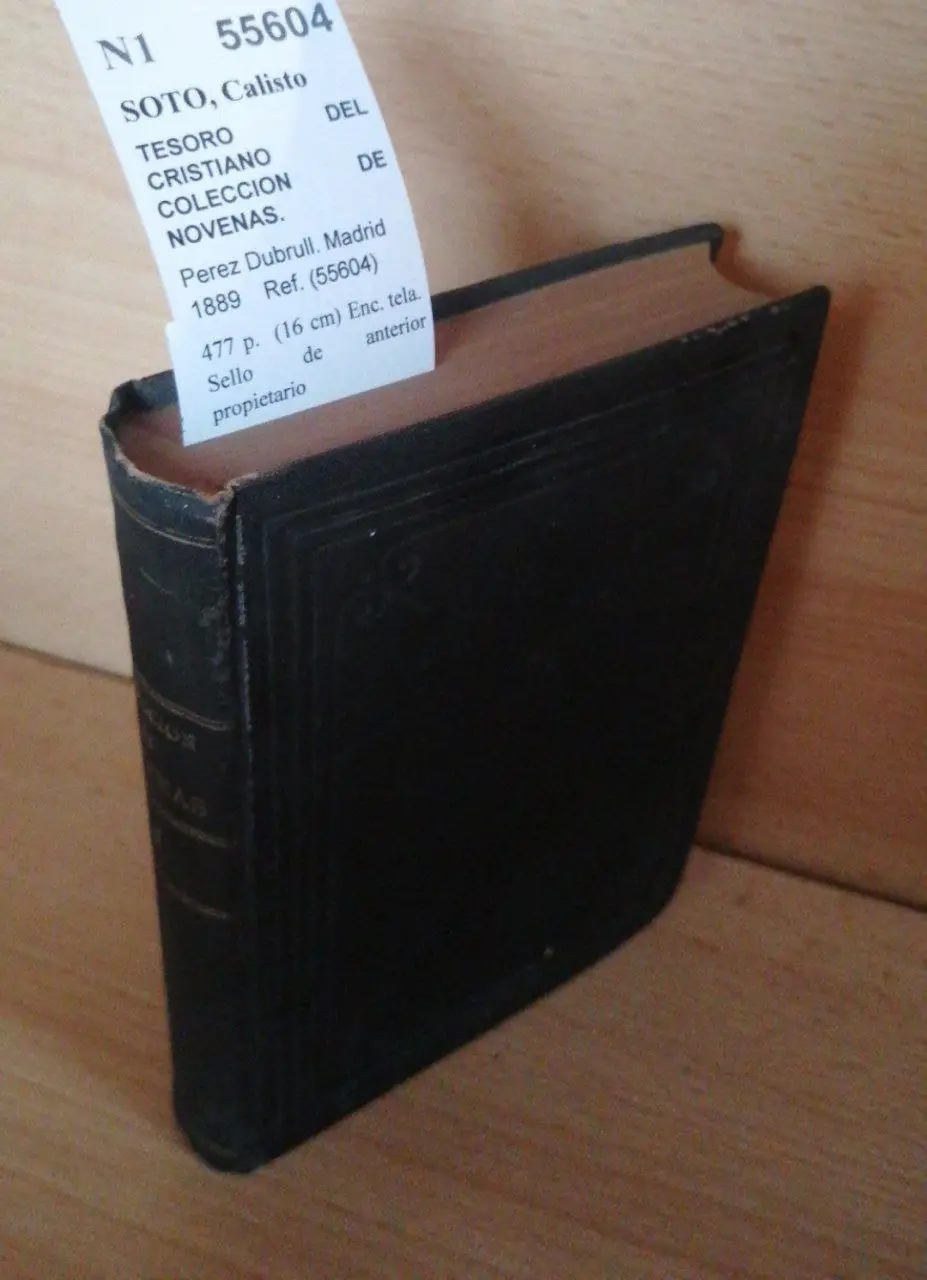 N1 55604
SOTO, Calisto
TESORO DEL
CRISTIANO
COLECCION DE
NOVENAS.
Perez Dubrull. Madrid
1889 Ref. (55604)
477 p. (16 cm) Enc. tela.
Sello de anterior
propietario